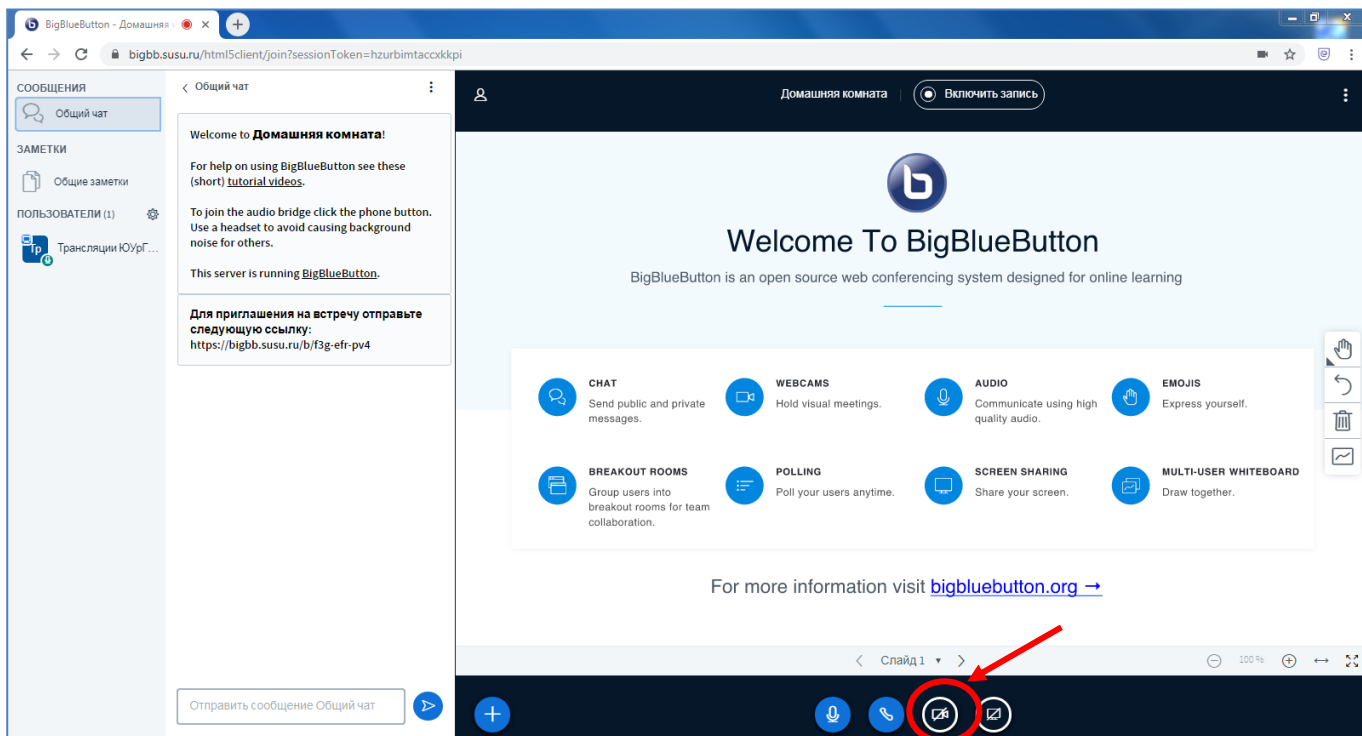 BigBlueButton - Домашняя
bigbb.susu.ru/html5client/join?sessionToken=hzurbimtaccxkkpi
СООБЩЕНИЯ
Общий чат
ЗАМЕТКИ
Общие заметки
ПОЛЬЗОВАТЕЛИ (1)
Тр
Трансляции ЮУрГ...
Общий чат
Welcome to Домашняя комната!
For help on using BigBlueButton see these
(short) tutorial videos.
To join the audio bridge click the phone button.
Use a headset to avoid causing background
noise for others.
This server is running BigBlueButton.
Для приглашения на встречу отправьте
следующую ссылку:
https://bigbb.susu.ru/b/f3g-efr-pv4
Отправить сообщение Общий чат
Домашняя комната
Включить запись
b
Welcome To BigBlueButton
BigBlueButton is an open source web conferencing system designed for online learning
CHAT
Send public and private
messages.
WEBCAMS
Hold visual meetings.
AUDIO
Communicate using high
quality audio.
EMOJIS
Express yourself.
BREAKOUT ROOMS
Group users into
breakout rooms for team
collaboration.
POLLING
Poll your users anytime.
SCREEN SHARING
Share your screen.
MULTI-USER WHITEBOARD
Draw together.
For more information visit bigbluebutton.org →
Слайд 1
100 %